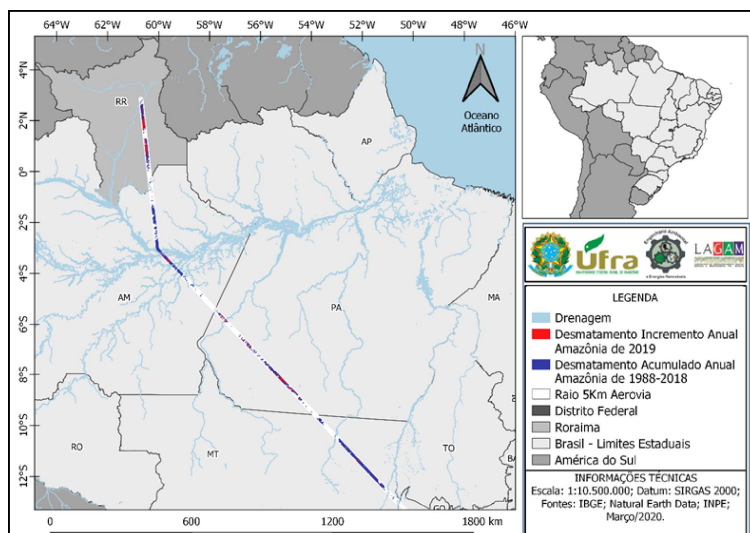 64°W 62°W 60°W 58°W 56°W 54°W 52°W 50°W 48°W 46°W
4°N
2°N
0°
2°S
4°S
6°S
8°S
10°S
12°S
RR
AP
AM
PA
MA
RO
MT
TO
BA
GO
N
Oceano
Atlântico
0 600 1200 1800 km
Ufra
LAGAM
LEGENDA
Drenagem
Desmatamento Incremento Anual
Amazônia de 2019
Desmatamento Acumulado Anual
Amazônia de 1988-2018
Raio 5Km Aerovia
Distrito Federal
Roraima
Brasil - Limites Estaduais
América do Sul
INFORMAÇÕES TÉCNICAS
Escala: 1:10.500.000; Datum: SIRGAS 2000;
Fontes: IBGE; Natural Earth Data; INPE;
Março/2020.